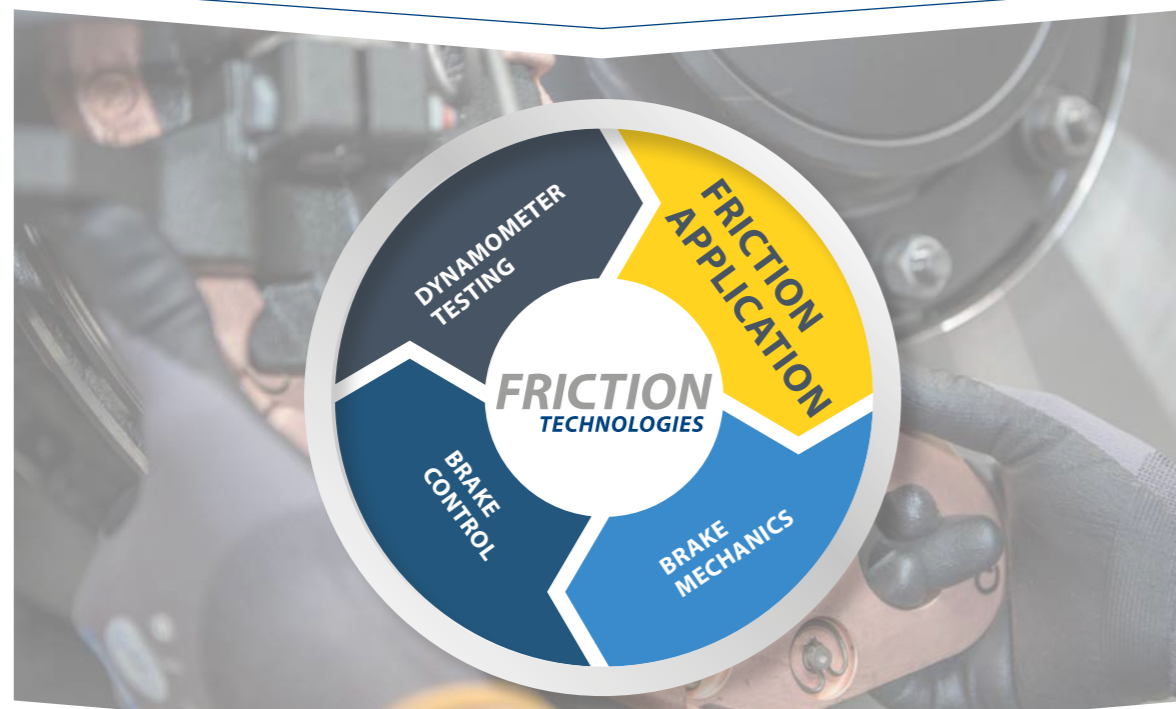 DYNAMOMETER
TESTING
FRICTION
APPLICATION
FRICTION
TECHNOLOGIES
BRAKE
CONTROL
BRAKE
MECHANICS